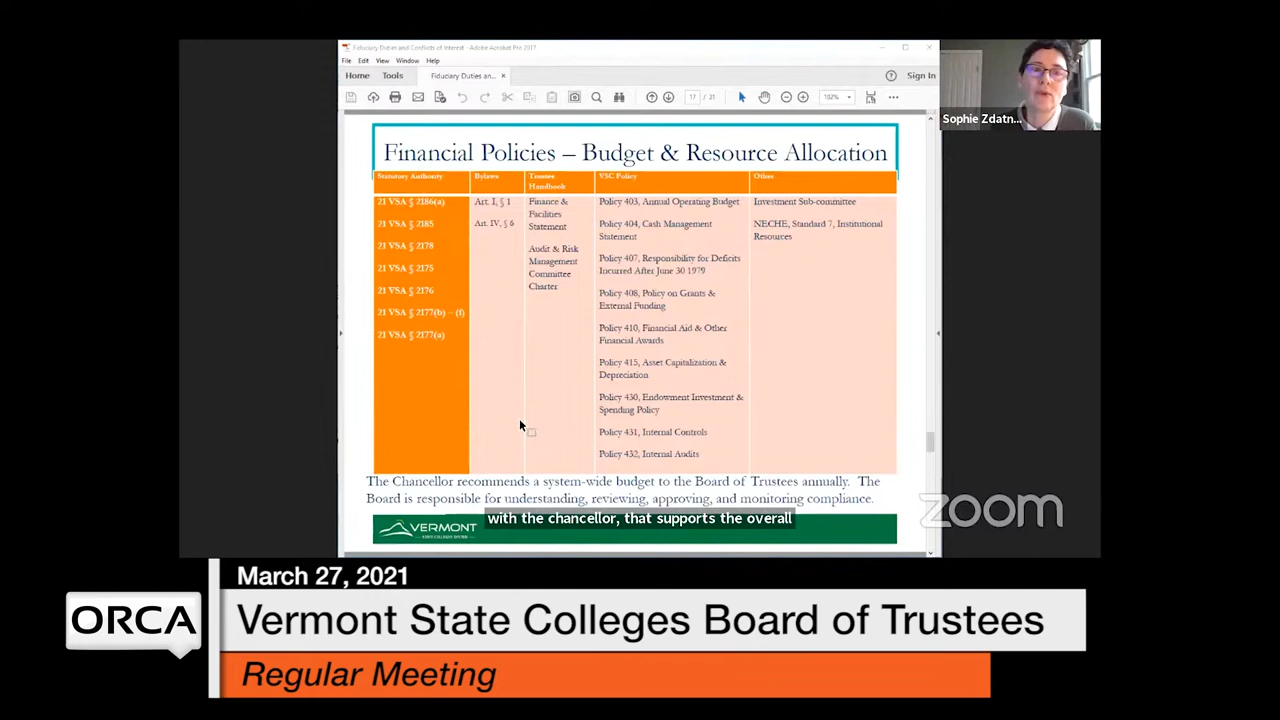 Fiduciary Duties and Conflicts of Interest - Adobe Acrobat Pro 2017
File Edit View Window Help
Home Tools Fiduciary Duties an... × Sign In
17 / 21 102%
Sophie Zdatn...
Financial Policies – Budget & Resource Allocation
Statutory Authority
Bylaws
Trustee
Handbook
VSC Policy
Other
21 VSA § 2186(a)
21 VSA § 2185
21 VSA § 2178
21 VSA § 2175
21 VSA § 2176
21 VSA § 2177(b) – (f)
21 VSA § 2177(a)
Art. I, § 1
Art. IV, § 6
Finance &
Facilities
Statement
Audit & Risk
Management
Committee
Charter
Policy 403, Annual Operating Budget
Policy 404, Cash Management
Statement
Policy 407, Responsibility for Deficits
Incurred After June 30 1979
Policy 408, Policy on Grants &
External Funding
Policy 410, Financial Aid & Other
Financial Awards
Policy 415, Asset Capitalization &
Depreciation
Policy 430, Endowment Investment &
Spending Policy
Policy 431, Internal Controls
Policy 432, Internal Audits
Investment Sub-committee
NECHE, Standard 7, Institutional
Resources
The Chancellor recommends a system-wide budget to the Board of Trustees annually. The
Board is responsible for understanding, reviewing, approving, and monitoring compliance.
with the chancellor, that supports the overall
VERMONT
STATE COLLEGES SYSTEM
zoom
March 27, 2021
ORCA
Vermont State Colleges Board of Trustees
Regular Meeting